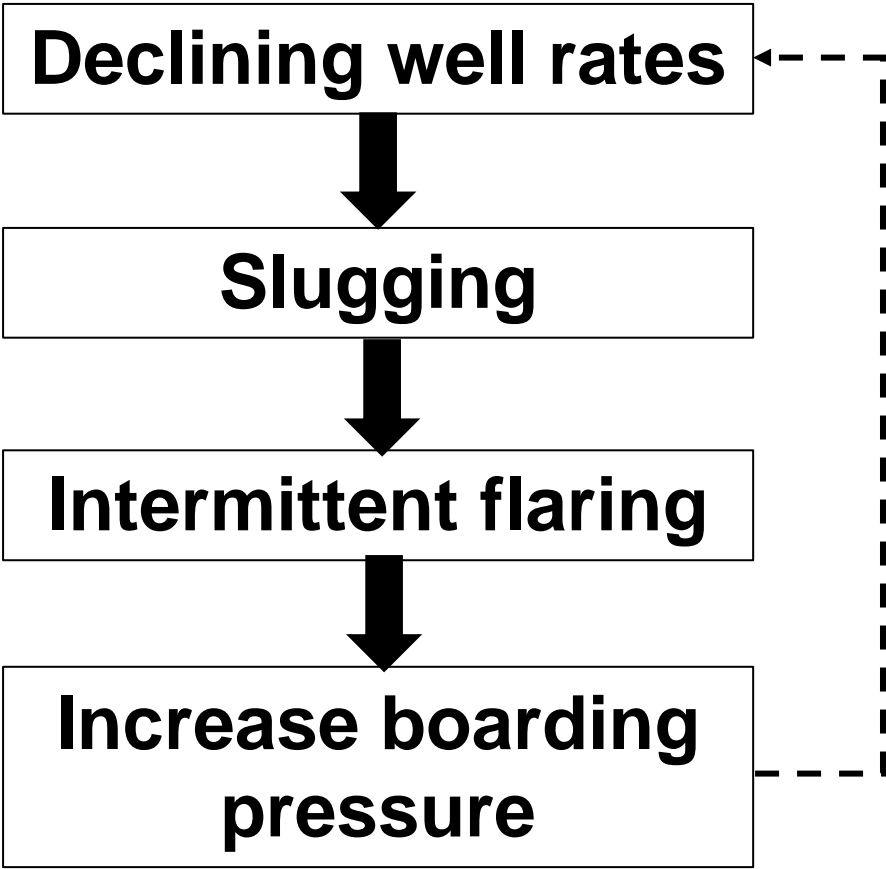 Declining well rates
Slugging
Intermittent flaring
Increase boarding
pressure